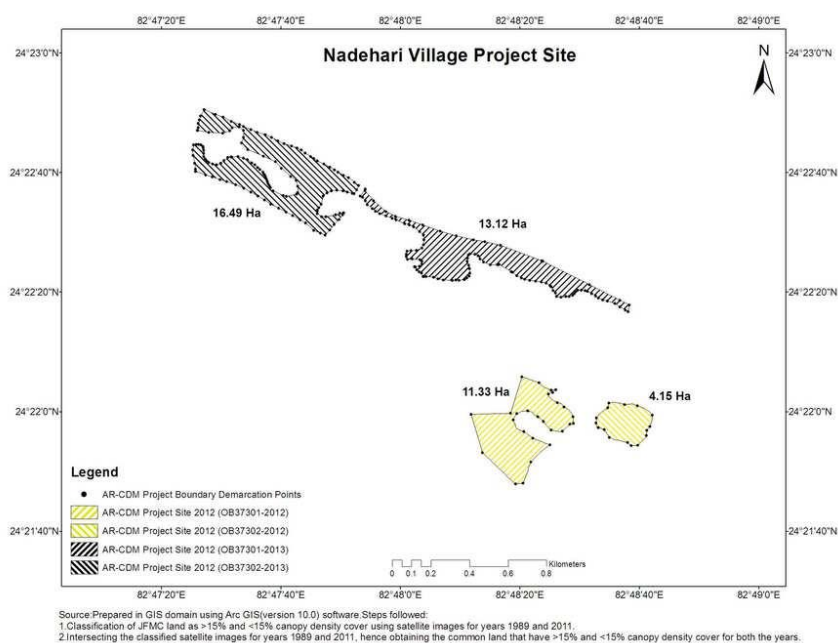 82°47'20" 82°47'40" 82°48'0" 82°48'20" 82°48'40" 82°49'0"
24°23'0"N 24°23'0"N
Nadehari Village Project Site
N
24°22'40"N 24°22'40"N
16.49 Ha
13.12 Ha
24°22'20"N 24°22'20"N
11.33 Ha
4.15 Ha
24°22'0"N 24°22'0"N
Legend
AR-CDM Project Boundary Demarcation Points
AR-CDM Project Site 2012 (OB37301-2012)
AR-CDM Project Site 2012 (OB37302-2012)
AR-CDM Project Site 2012 (OB37301-2013)
AR-CDM Project Site 2012 (OB37302-2013)
24°21'40"N 24°21'40"N
Kilometers
0 0.1 0.2 0.4 0.6 0.8
82°47'20" 82°47'40" 82°48'0" 82°48'20" 82°48'40" 82°49'0"
Source:Prepared in GIS domain using Arc GIS(version 10.0) software.Steps followed:
1.Classification of JFMC land as >15% and <15% canopy density cover using satellite images for years 1989 and 2011.
2.Intersecting the classified satellite images for years 1989 and 2011, hence obtaining the common land that have >15% and <15% canopy density cover for both the years.